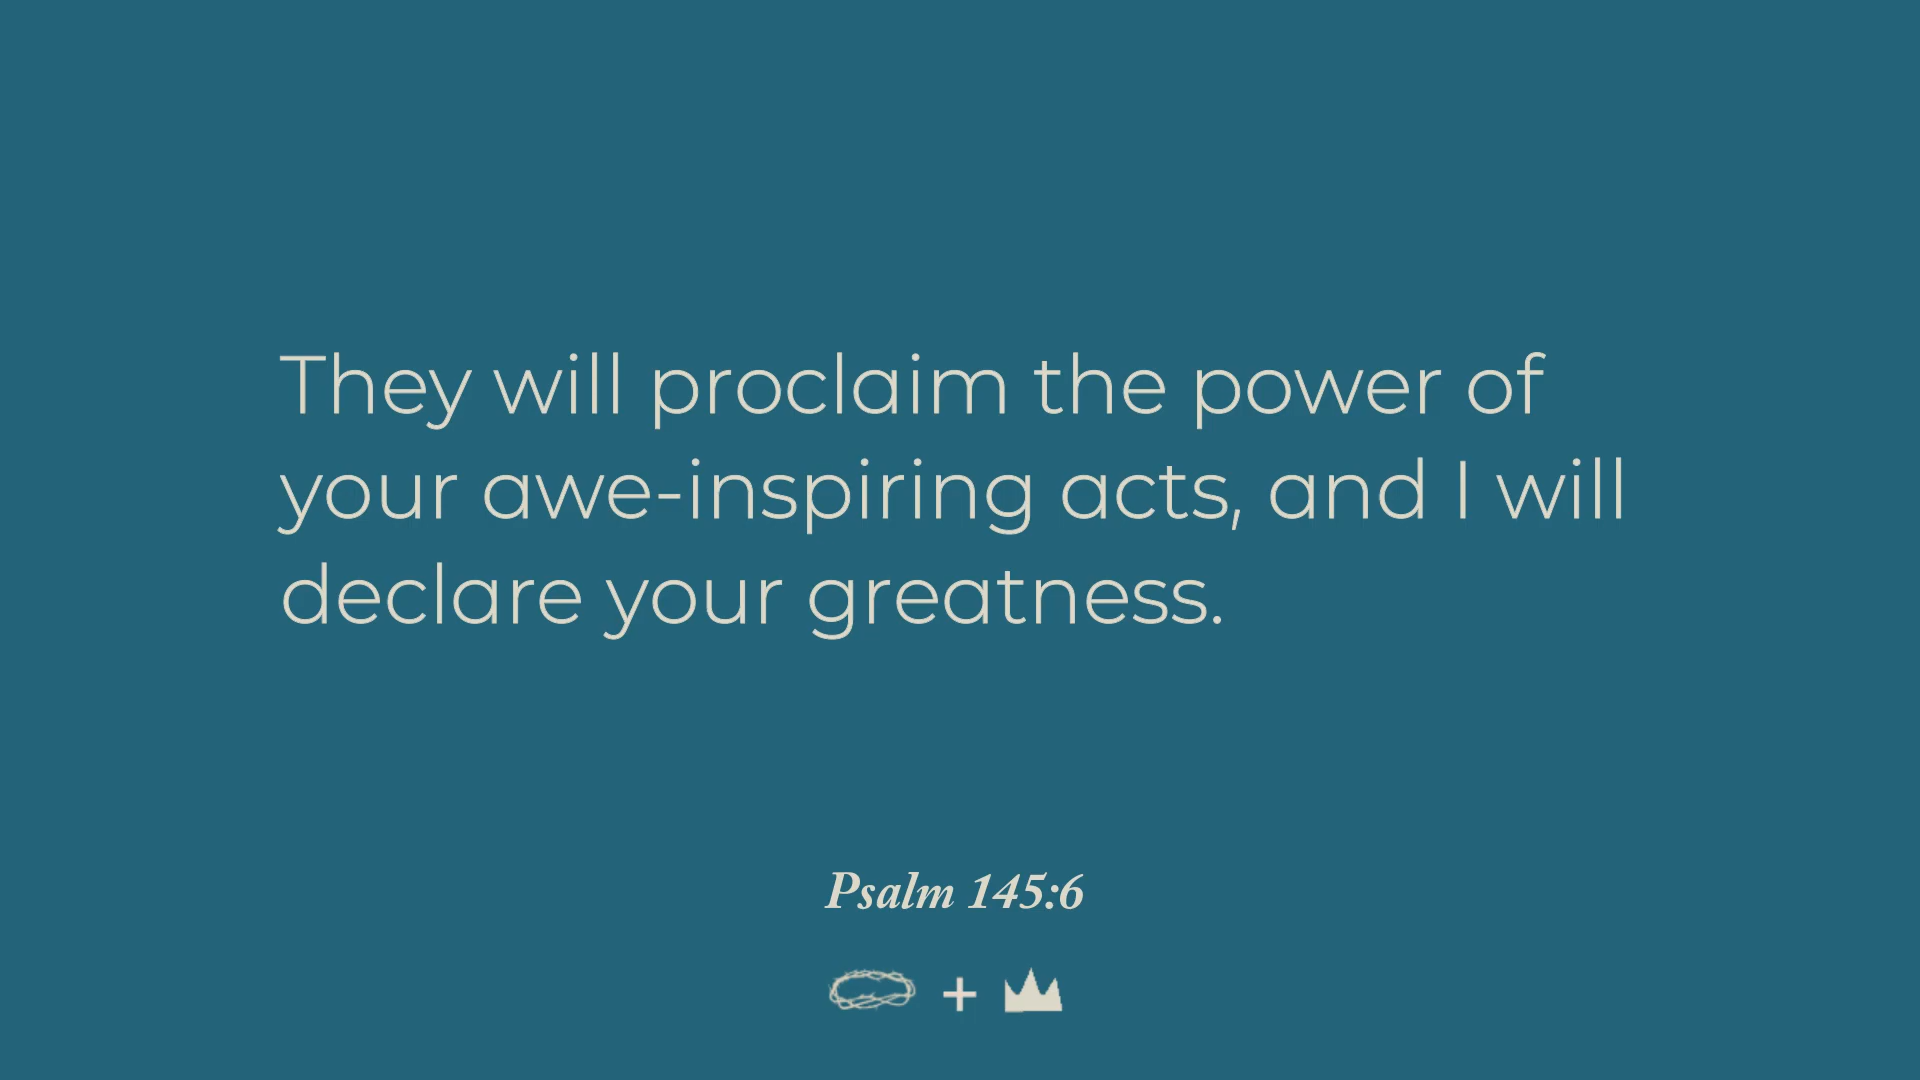 They will proclaim the power of
your awe-inspiring acts, and I will
declare your greatness.
Psalm 145:6
+